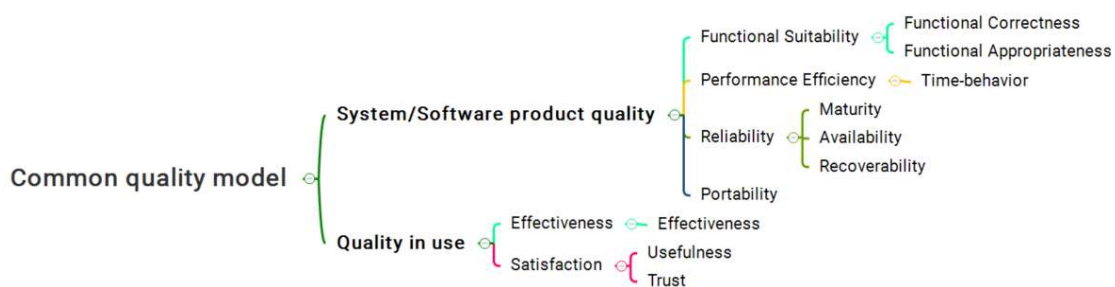 Common quality model
System/Software product quality
Functional Suitability
Functional Correctness
Functional Appropriateness
Performance Efficiency
Time-behavior
Reliability
Maturity
Availability
Recoverability
Portability
Quality in use
Effectiveness
Effectiveness
Satisfaction
Usefulness
Trust